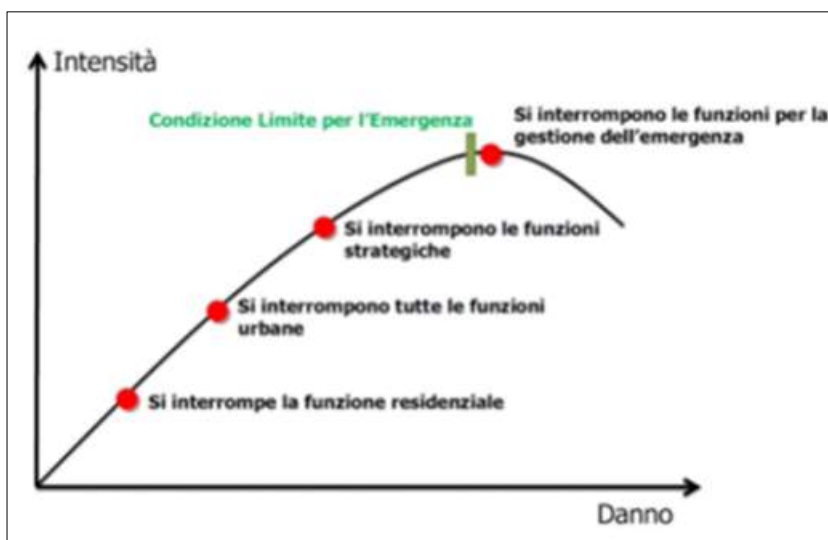 Intensità
Condizione Limite per l'Emergenza
Si interrompono le funzioni per la
gestione dell'emergenza
Si interrompono le funzioni
strategiche
Si interrompono tutte le funzioni
urbane
Si interrompe la funzione residenziale
Danno